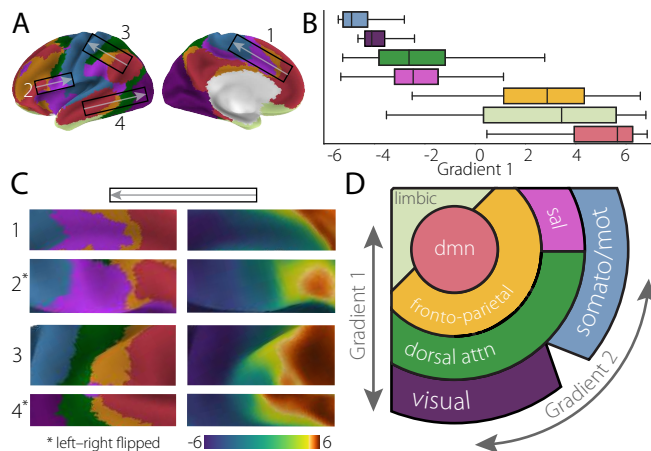 A
3
1
2
4
B
-6
-4
-2
0
2
4
6
Gradient 1
C
1
2*
3
4*
* left–right flipped
-6
6
D
limbic
sal
dmn
somato/mot
fronto-parietal
dorsal attn
visual
Gradient 1
Gradient 2